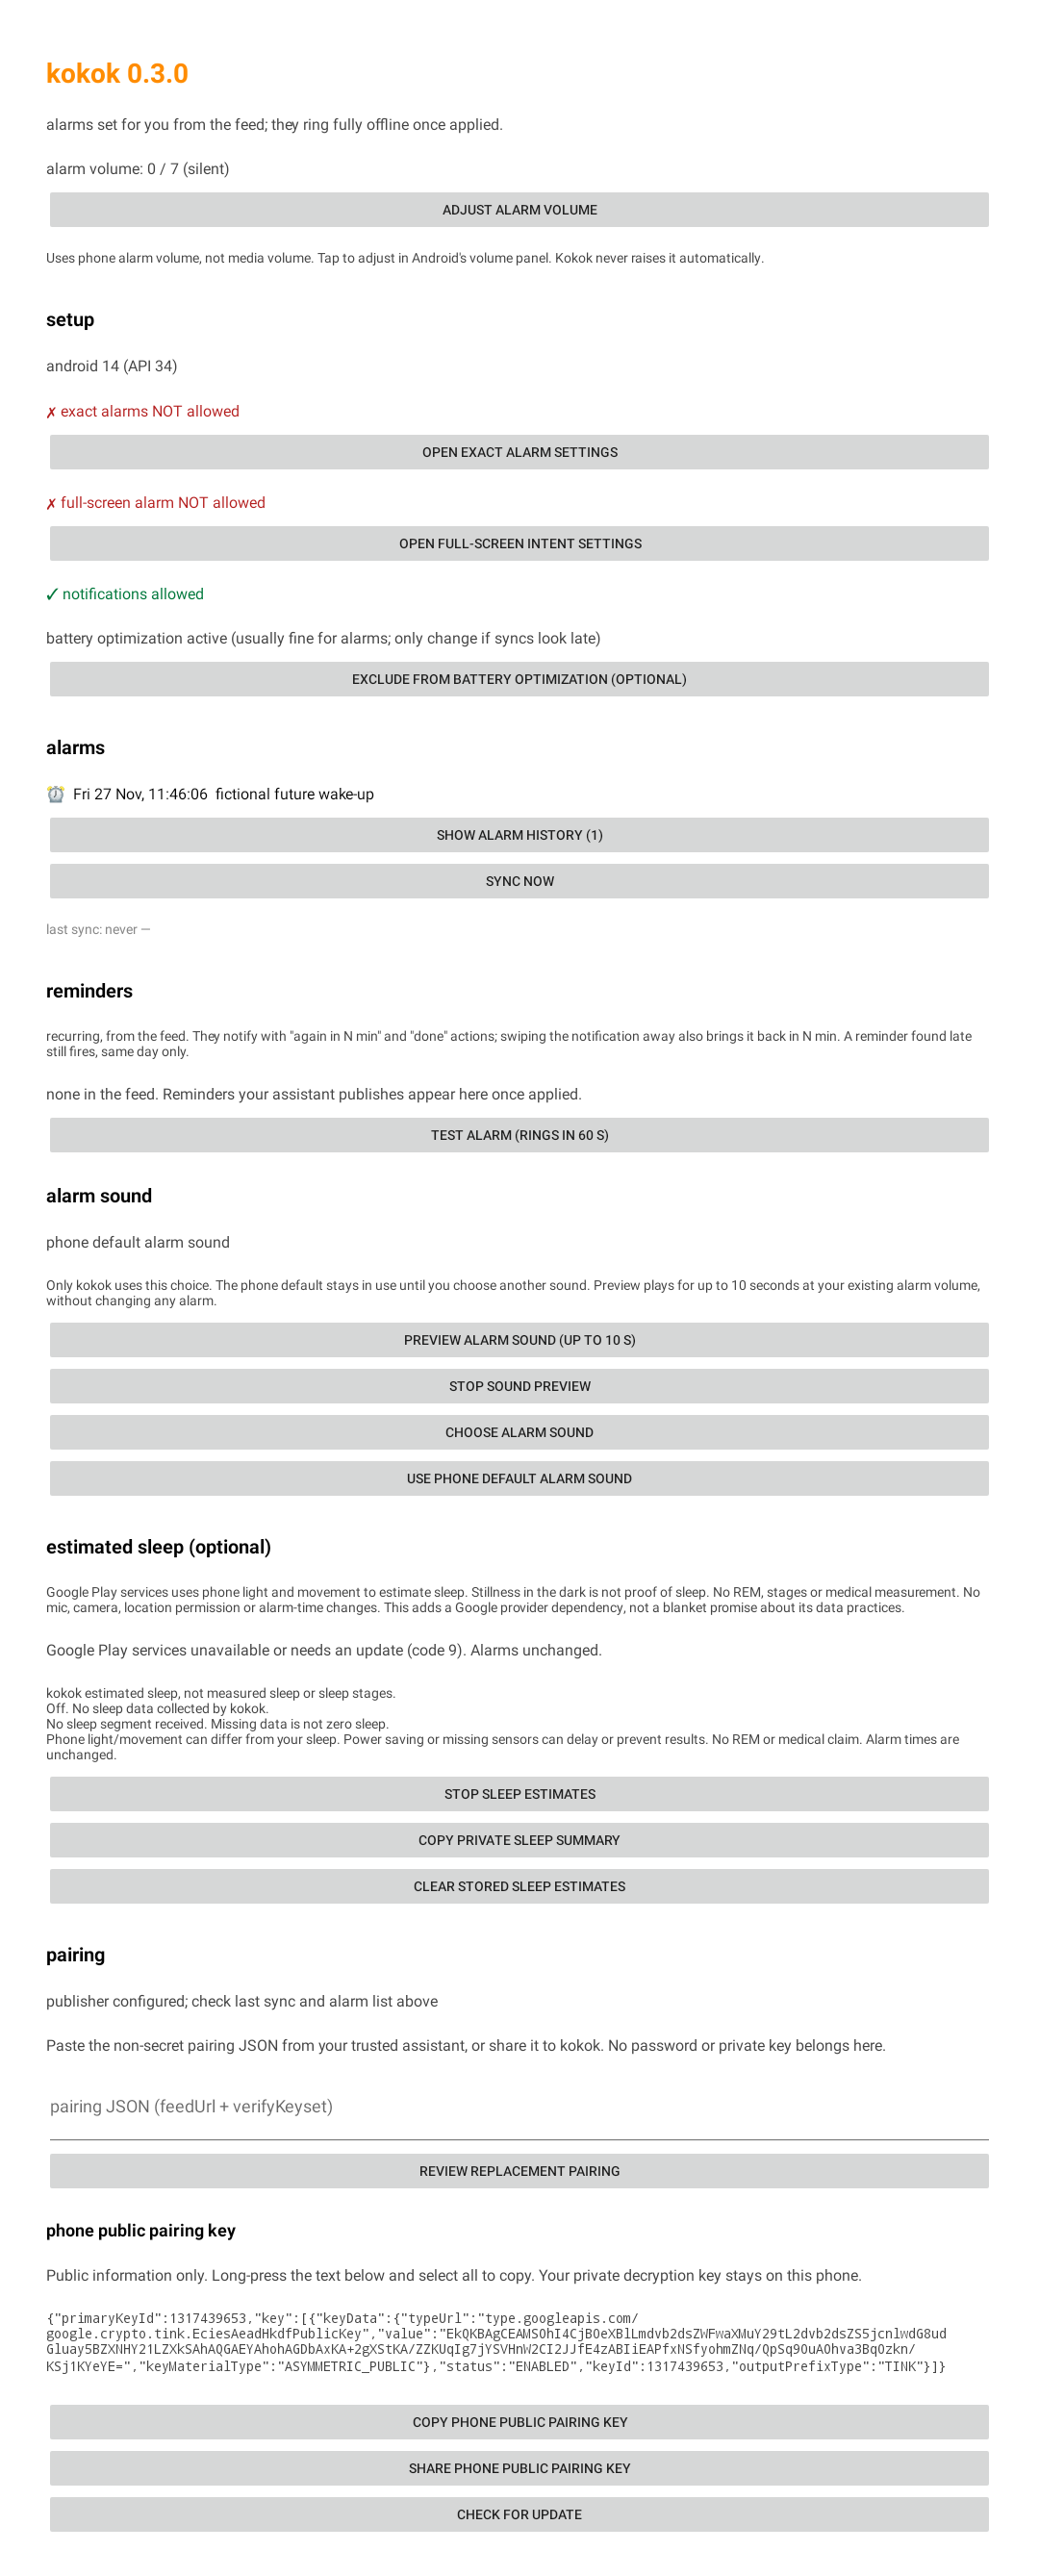 kokok 0.3.0
alarms set for you from the feed; they ring fully offline once applied.
alarm volume: 0 / 7 (silent)
ADJUST ALARM VOLUME
Uses phone alarm volume, not media volume. Tap to adjust in Android's volume panel. Kokok never raises it automatically.
setup
android 14 (API 34)
✗ exact alarms NOT allowed
OPEN EXACT ALARM SETTINGS
✗ full-screen alarm NOT allowed
OPEN FULL-SCREEN INTENT SETTINGS
✓ notifications allowed
battery optimization active (usually fine for alarms; only change if syncs look late)
EXCLUDE FROM BATTERY OPTIMIZATION (OPTIONAL)
alarms
⏰ Fri 27 Nov, 11:46:06 fictional future wake-up
SHOW ALARM HISTORY (1)
SYNC NOW
last sync: never —
reminders
recurring, from the feed. They notify with "again in N min" and "done" actions; swiping the notification away also brings it back in N min. A reminder found late
still fires, same day only.
none in the feed. Reminders your assistant publishes appear here once applied.
TEST ALARM (RINGS IN 60 S)
alarm sound
phone default alarm sound
Only kokok uses this choice. The phone default stays in use until you choose another sound. Preview plays for up to 10 seconds at your existing alarm volume,
without changing any alarm.
PREVIEW ALARM SOUND (UP TO 10 S)
STOP SOUND PREVIEW
CHOOSE ALARM SOUND
USE PHONE DEFAULT ALARM SOUND
estimated sleep (optional)
Google Play services uses phone light and movement to estimate sleep. Stillness in the dark is not proof of sleep. No REM, stages or medical measurement. No
mic, camera, location permission or alarm-time changes. This adds a Google provider dependency, not a blanket promise about its data practices.
Google Play services unavailable or needs an update (code 9). Alarms unchanged.
kokok estimated sleep, not measured sleep or sleep stages.
Off. No sleep data collected by kokok.
No sleep segment received. Missing data is not zero sleep.
Phone light/movement can differ from your sleep. Power saving or missing sensors can delay or prevent results. No REM or medical claim. Alarm times are
unchanged.
STOP SLEEP ESTIMATES
COPY PRIVATE SLEEP SUMMARY
CLEAR STORED SLEEP ESTIMATES
pairing
publisher configured; check last sync and alarm list above
Paste the non-secret pairing JSON from your trusted assistant, or share it to kokok. No password or private key belongs here.
pairing JSON (feedUrl + verifyKeyset)
REVIEW REPLACEMENT PAIRING
phone public pairing key
Public information only. Long-press the text below and select all to copy. Your private decryption key stays on this phone.
{"primaryKeyId":1317439653,"key":[{"keyData":{"typeUrl":"type.googleapis.com/
google.crypto.tink.EciesAeadHkdfPublicKey","value":"EkQKBAgCEAMSOhI4CjB0eXBlLmdvb2dsZWFwaXMuY29tL2dvb2dsZS5jcnlwdG8ud
Gluay5BZXNHY21LZXkSAhAQGAEYAhohAGDbAxKA+2gXStKA/ZZKUqIg7jYSVHnW2CI2JJfE4zABIiEAPfxNSfyohmZNq/QpSq9OuAOhva3BqOzkn/
KSj1KYeYE=","keyMaterialType":"ASYMMETRIC_PUBLIC"},"status":"ENABLED","keyId":1317439653,"outputPrefixType":"TINK"}]}
COPY PHONE PUBLIC PAIRING KEY
SHARE PHONE PUBLIC PAIRING KEY
CHECK FOR UPDATE